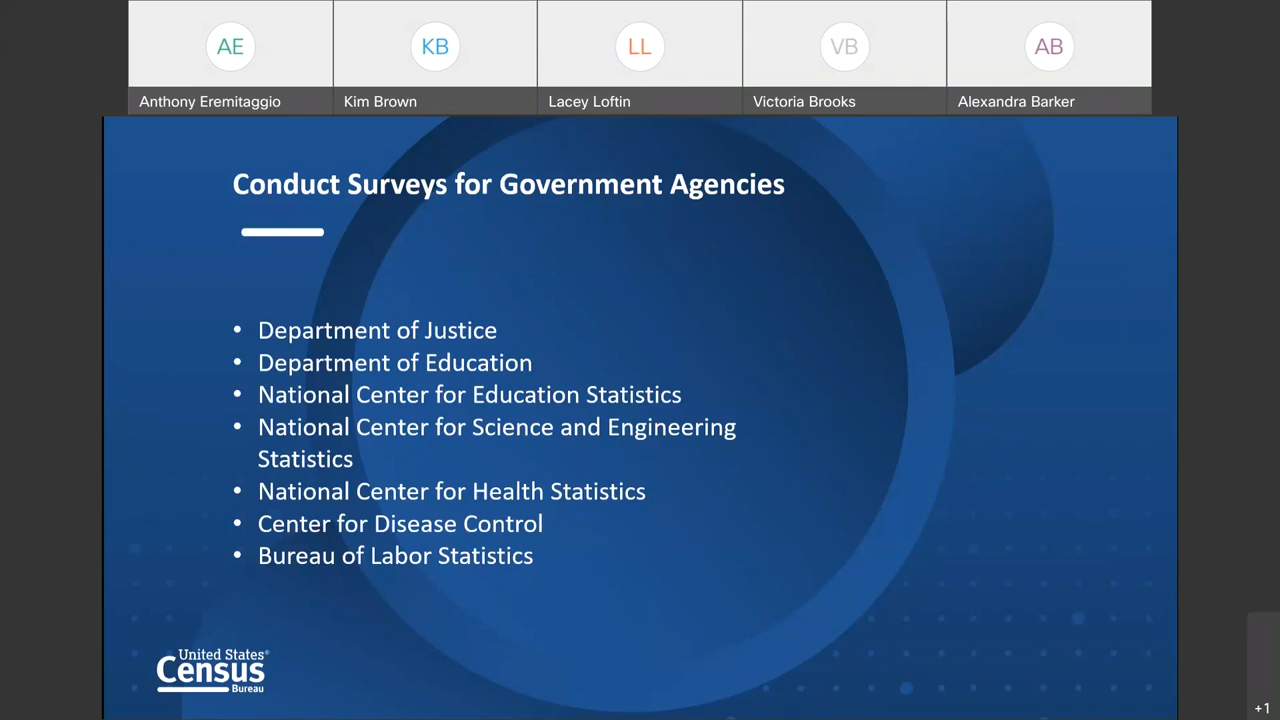 AE
KB
LL
VB
AB
Anthony Eremitaggio
Kim Brown
Lacey Loftin
Victoria Brooks
Alexandra Barker
Conduct Surveys for Government Agencies
• Department of Justice
• Department of Education
• National Center for Education Statistics
• National Center for Science and Engineering
Statistics
• National Center for Health Statistics
• Center for Disease Control
• Bureau of Labor Statistics
United States®
Census
Bureau
+1